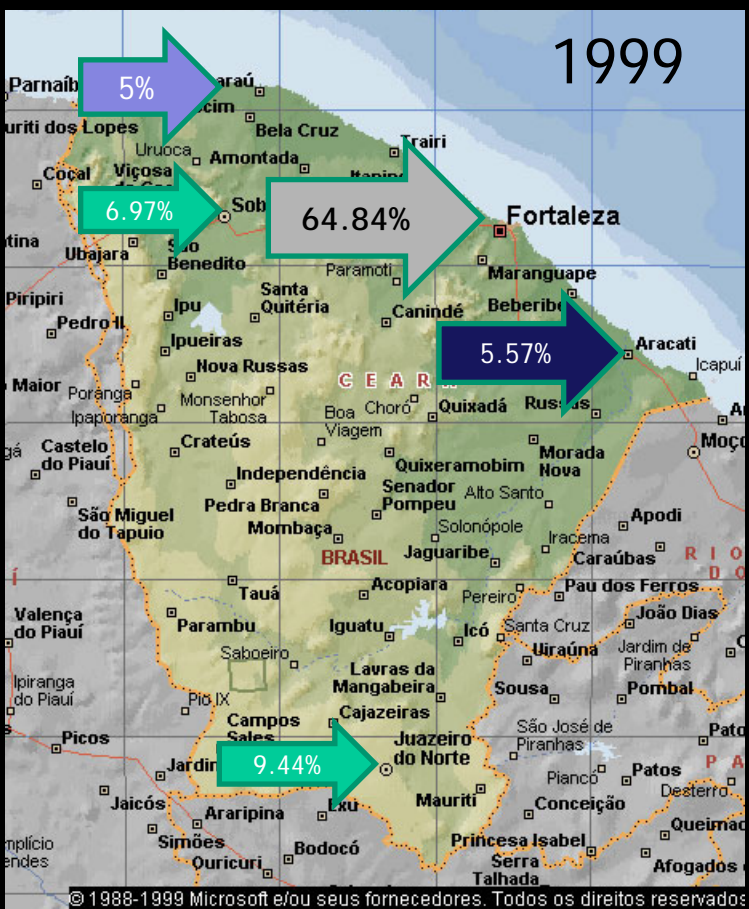 1999
Parnaíb
5%
araú
cim
uriti dos Lopes
Bela Cruz
Uruoca
Amontada
Trairi
Cocal
Viçosa
6.97%
Sob
64.84%
Fortaleza
tina
Ubajara
São
Benedito
Paramoti
Maranguape
Piripiri
Santa
Quitéria
Ipu
Canindé
Beberibe
Pedro II
Ipueiras
5.57%
Aracati
Icapuí
Nova Russas
CEAR
Maior
Poranga
Monsenhor
Tabosa
Boa
Viagem
Choró
Quixadá
Russas
Ipaporanga
gá
Castelo
do Piauí
Crateús
Moço
Quixeramobim
Morada
Nova
Independência
Senador
Pompeu
Alto Santo
Pedra Branca
São Miguel
do Tapuio
Mombaça
Solonópole
Apodi
Iracema
BRASIL
Jaguaribe
Caraúbas
RIO
DO
Í
Tauá
Acopiara
Pereiro
Pau dos Ferros
Valença
do Piauí
Parambu
Iguatu
Icó
Santa Cruz
João Dias
Saboeiro
Uiraúna
Jardim de
Piranhas
Lavras da
Mangabeira
Sousa
Pombal
Ipiranga
do Piauí
Pio IX
Campos
Sales
Cajazeiras
São José de
Piranhas
Picos
Juazeiro
do Norte
Pato
Jardin
9.44%
Piancó
Patos
PA
Desterro
Jaicós
Araripina
Exu
Mauriti
Conceição
mplício
endes
Simões
Bodocó
Princesa Isabel
Queimad
Ouricuri
Serra
Talhada
Afogados
© 1988-1999 Microsoft e/ou seus fornecedores. Todos os direitos reservados